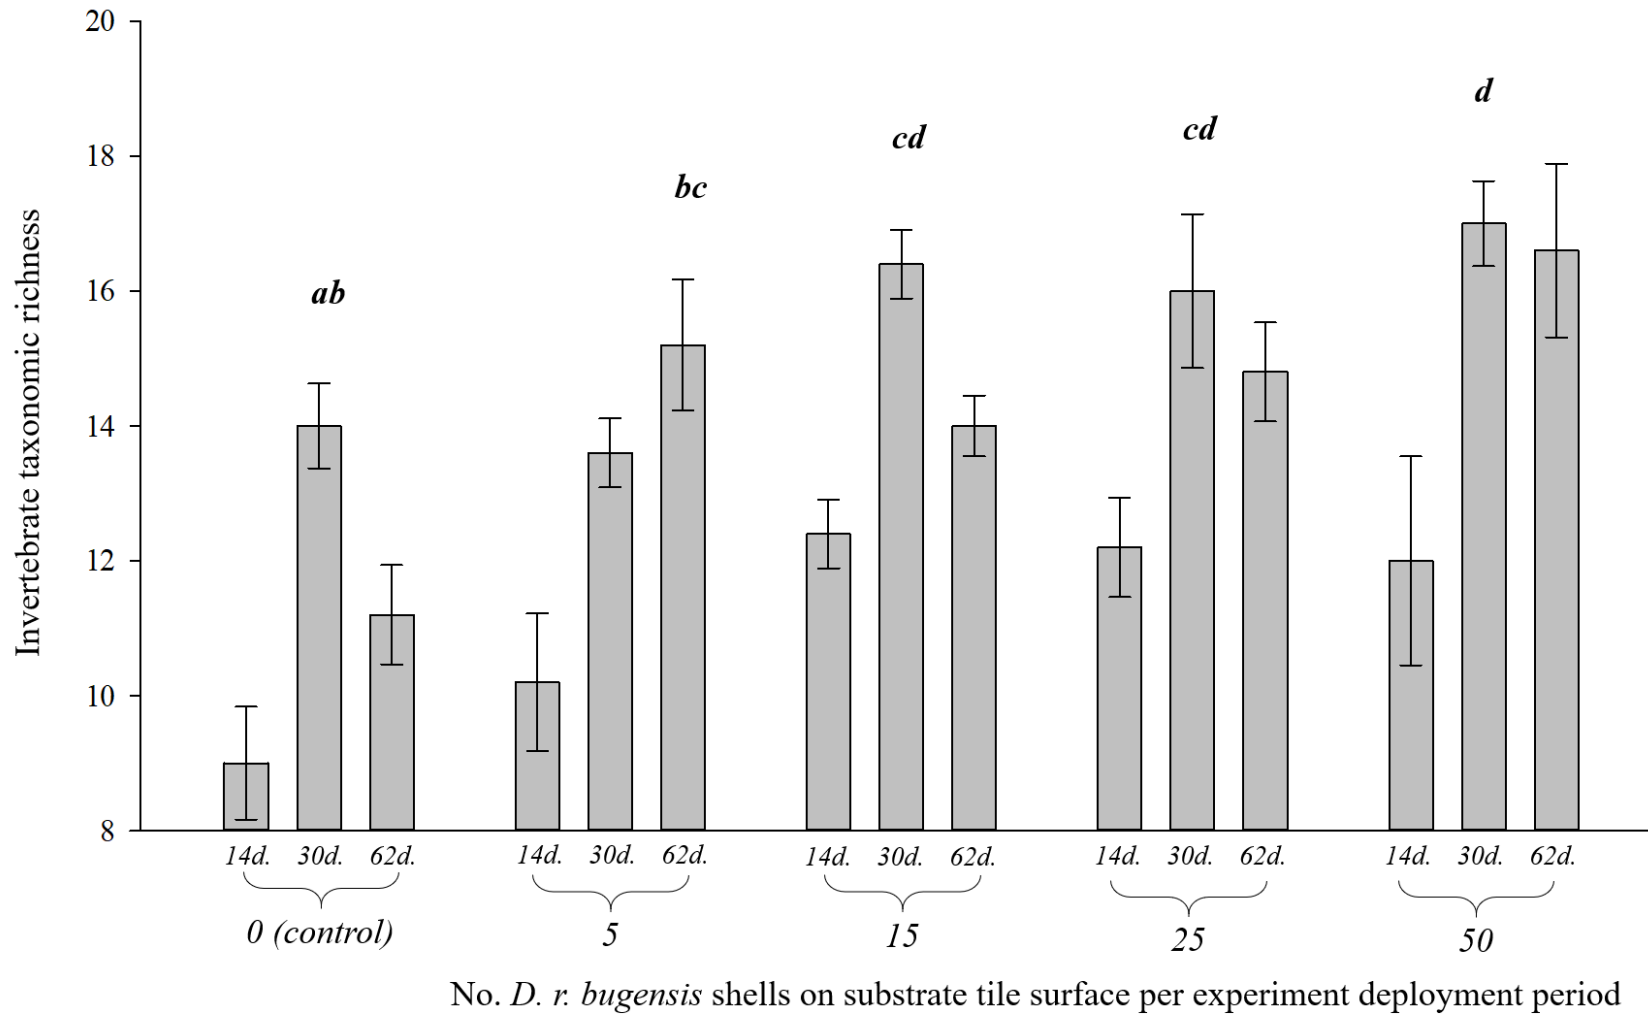 Invertebrate taxonomic richness
20
18
16
14
12
10
8
ab
bc
cd
cd
d
14d. 30d. 62d. 14d. 30d. 62d. 14d. 30d. 62d. 14d. 30d. 62d. 14d. 30d. 62d.
0 (control) 5 15 25 50
No. D. r. bugensis shells on substrate tile surface per experiment deployment period